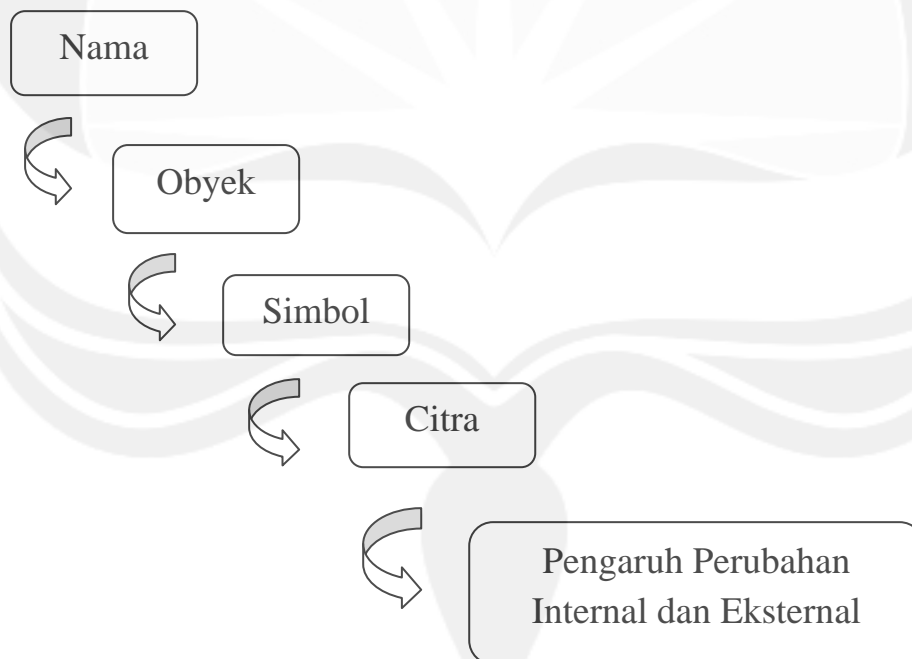 Nama
Obyek
Simbol
Citra
Pengaruh Perubahan
Internal dan Eksternal